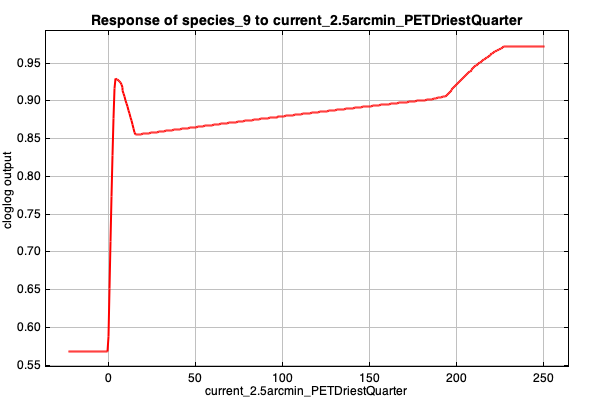 Response of species_9 to current_2.5arcmin_PETDriestQuarter
cloglog output
0.95
0.90
0.85
0.80
0.75
0.70
0.65
0.60
0.55
0 50 100 150 200 250
current_2.5arcmin_PETDriestQuarter